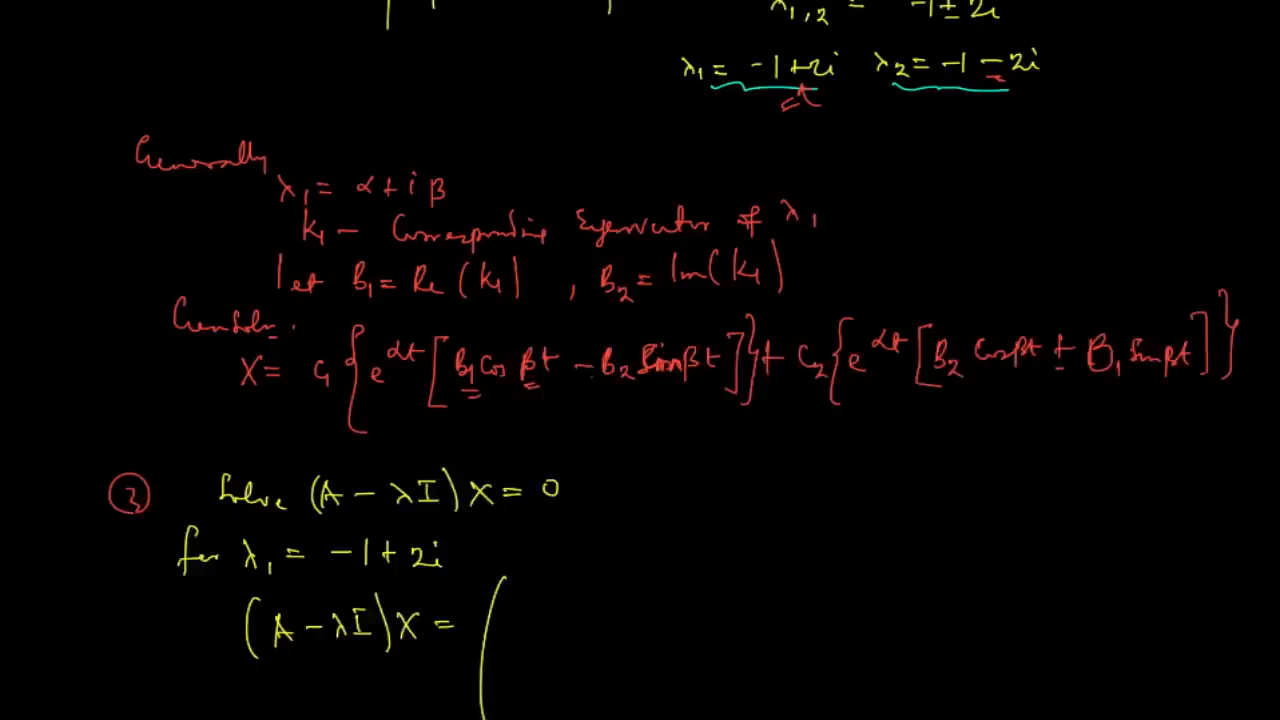 λ1,2 = -1 ± 2i
λ1 = -1+2i λ2 = -1 - 2i
Generally
λ1 = α + i β
K1 - Corresponding Eigenvector of λ1
let B1 = Re (K1) , B2 = Im (K1)
Gen Soln.
X = C1 { e^αt [ B1 Cos βt - B2 Sin βt ] } + C2 { e^αt [ B2 Cos βt + B1 Sin βt ] }
3 Solve (A - λI) X = 0
for λ1 = -1 + 2i
(A - λI) X = (